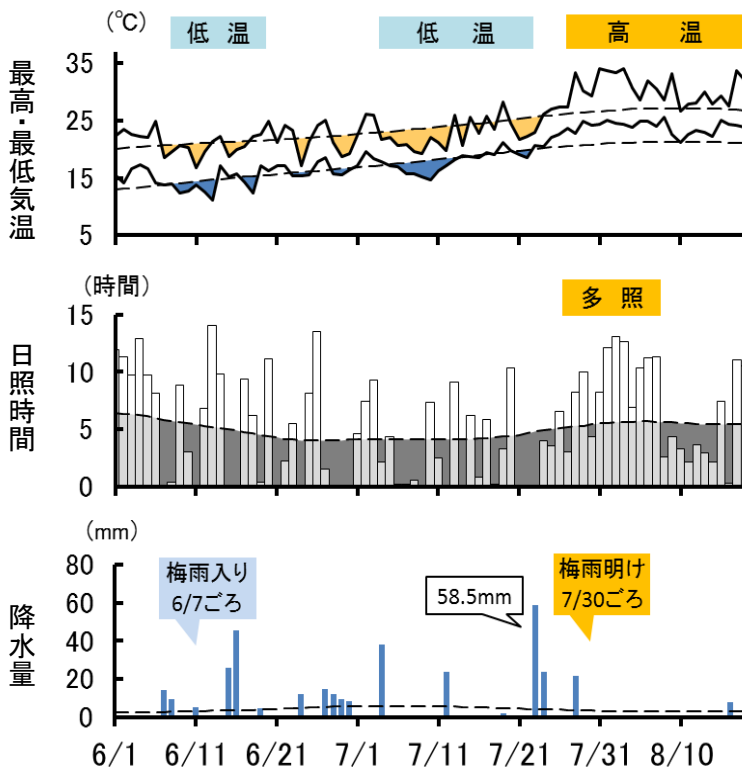 (℃)
低 温
低 温
高 温
最高・最低気温
35
25
15
5
(時間)
多 照
日照時間
15
10
5
0
(mm)
降水量
80
60
40
20
0
梅雨入り
6/7ごろ
58.5mm
梅雨明け
7/30ごろ
6/1 6/11 6/21 7/1 7/11 7/21 7/31 8/10